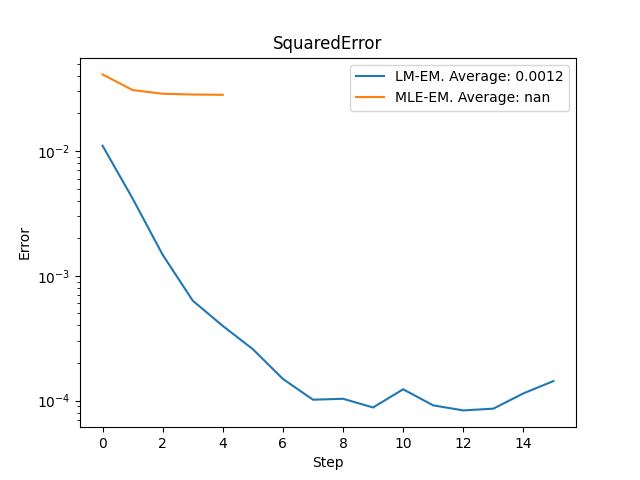 SquaredError
LM-EM. Average: 0.0012
MLE-EM. Average: nan
Error
10⁻²
10⁻³
10⁻⁴
0 2 4 6 8 10 12 14
Step